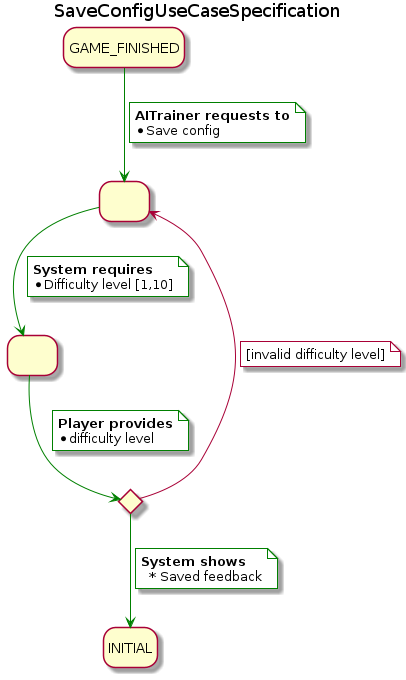 SaveConfigUseCaseSpecification
GAME_FINISHED
AITrainer requests to
• Save config
System requires
• Difficulty level [1,10]
[invalid difficulty level]
Player provides
• difficulty level
System shows
* Saved feedback
INITIAL